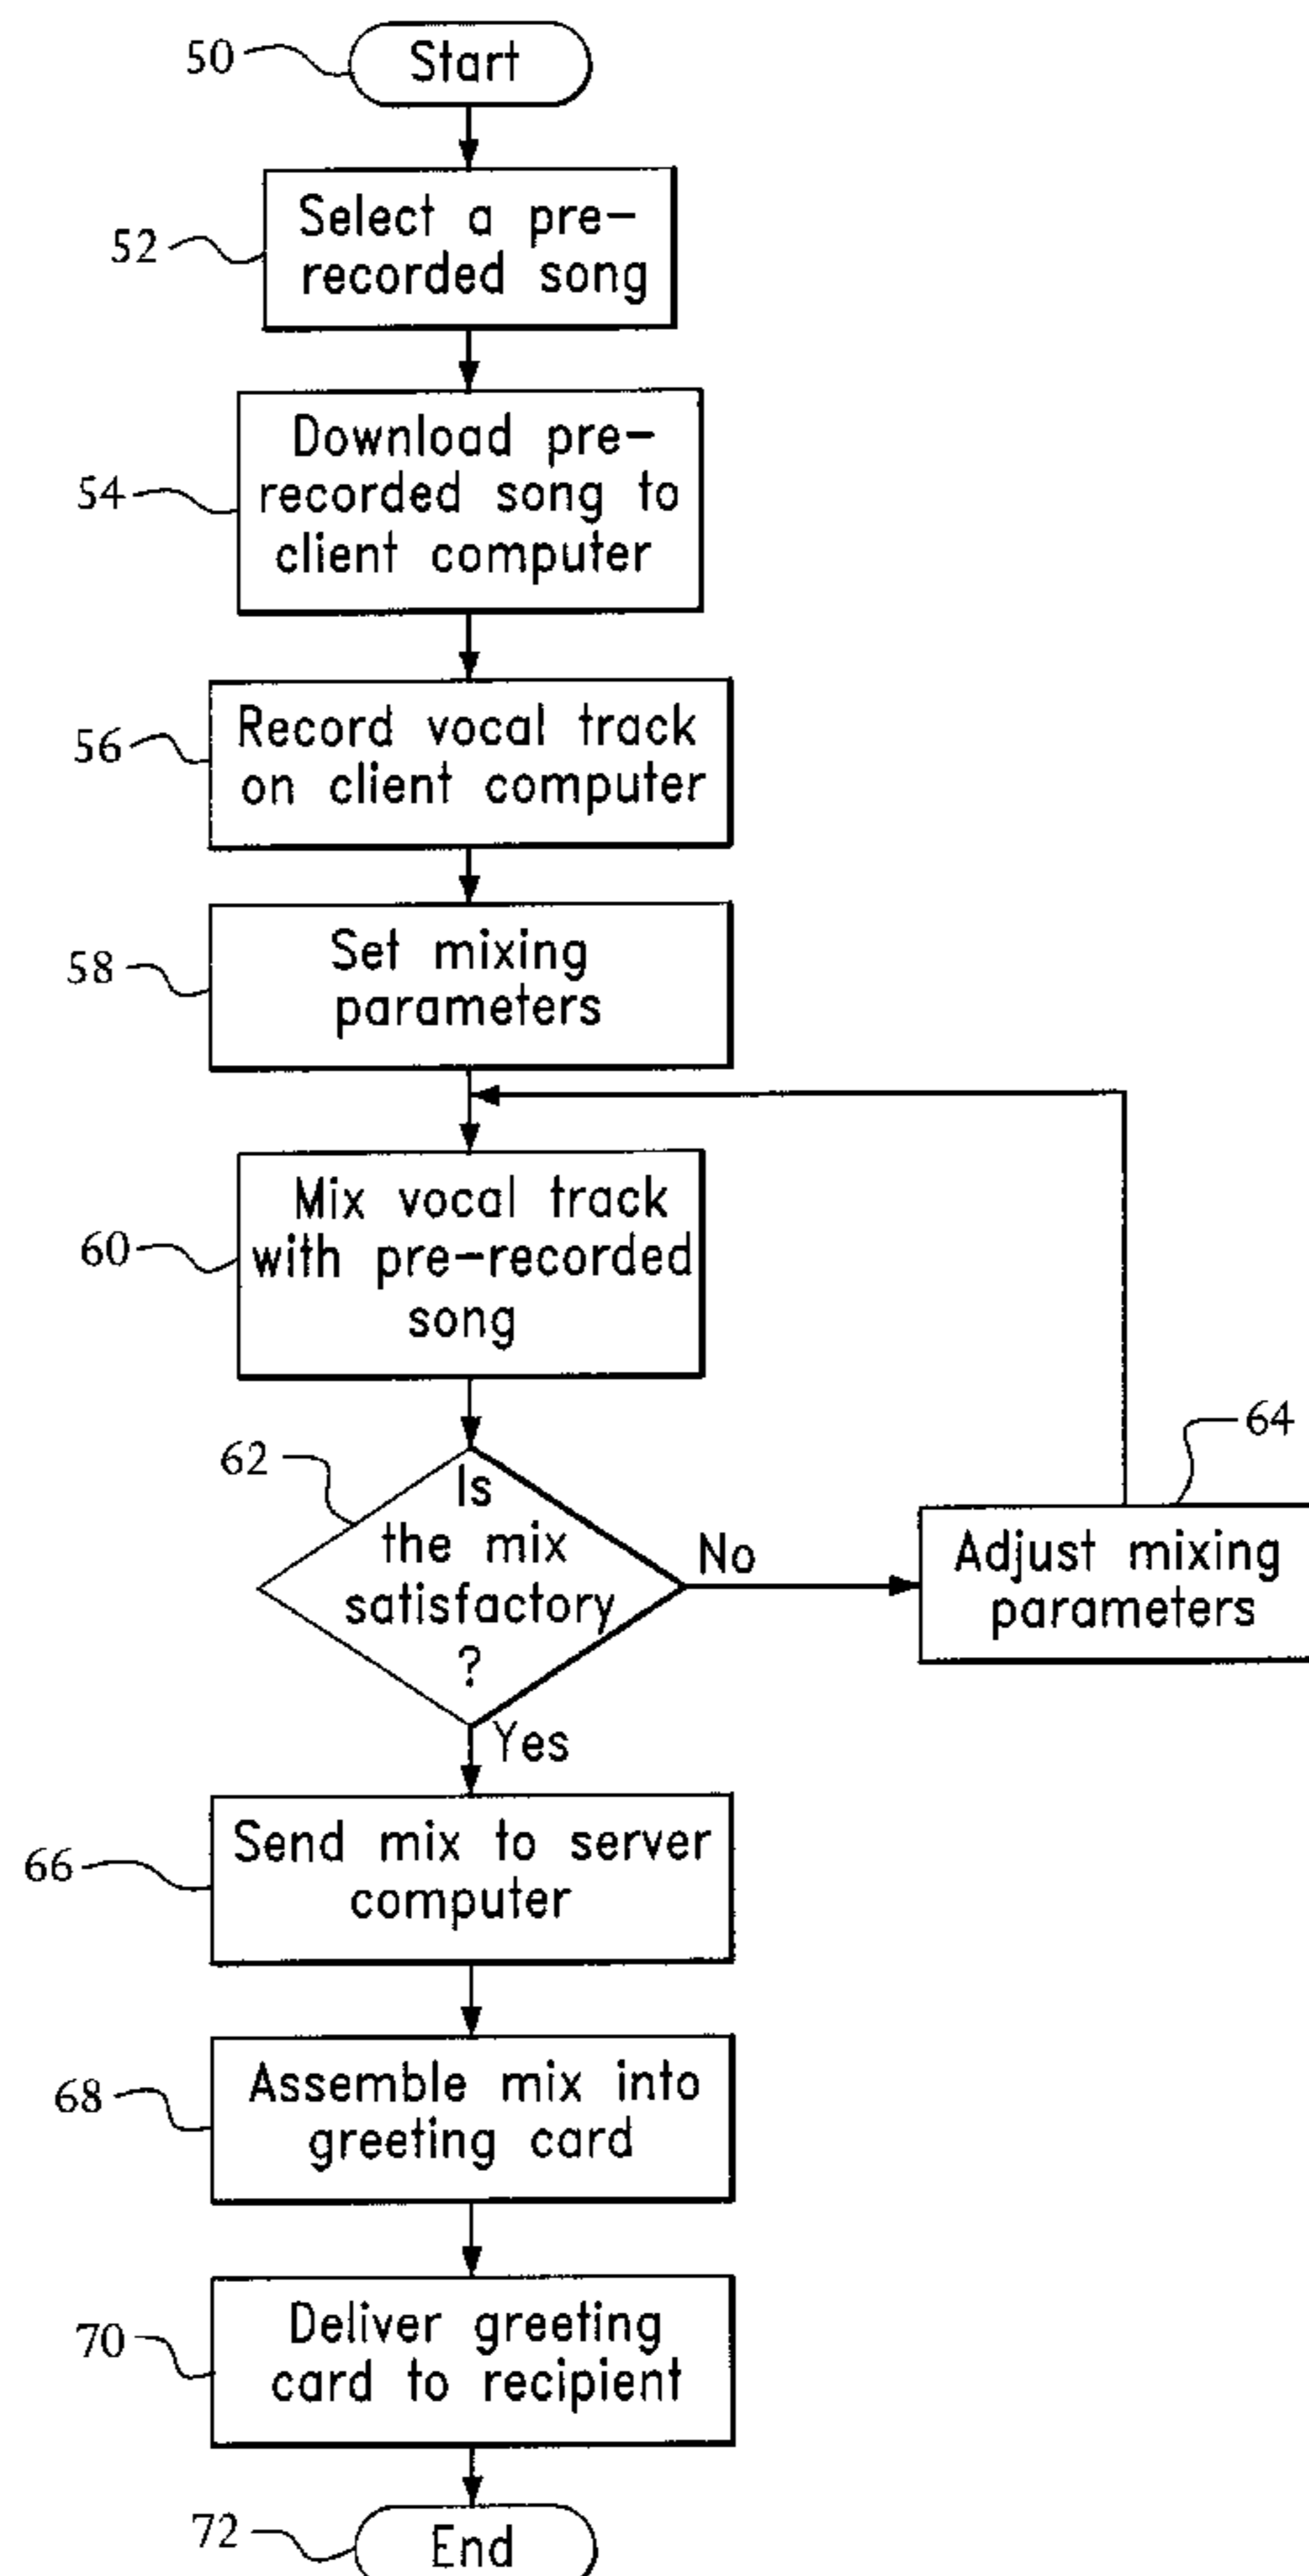 50
Start
52
Select a pre-
recorded song
54
Download pre-
recorded song to
client computer
56
Record vocal track
on client computer
58
Set mixing
parameters
60
Mix vocal track
with pre-recorded
song
62
Is
the mix
satisfactory
?
No
64
Adjust mixing
parameters
Yes
66
Send mix to server
computer
68
Assemble mix into
greeting card
70
Deliver greeting
card to recipient
72
End